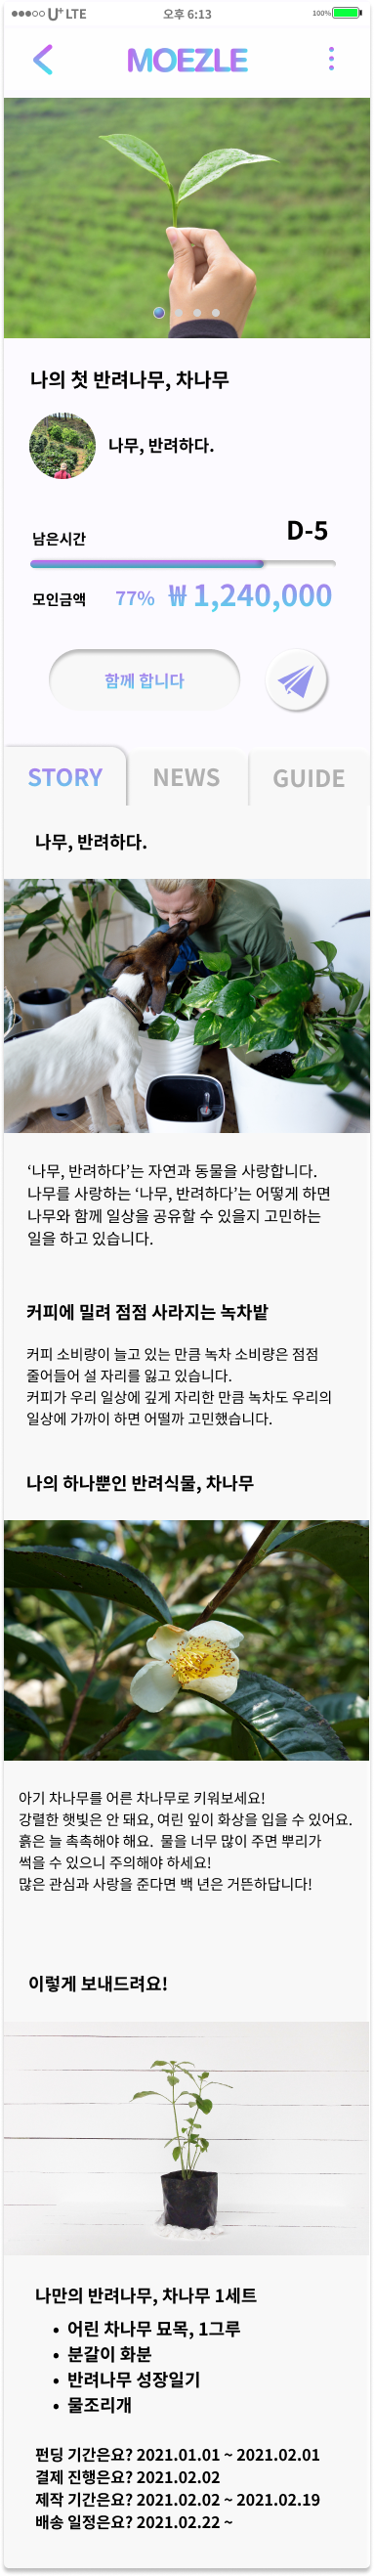 U+ LTE 오후 6:13 100%
MOEZLE
나의 첫 반려나무, 차나무
나무, 반려하다.
남은시간 D-5
모인금액 77% ₩ 1,240,000
함께 합니다
STORY NEWS GUIDE
나무, 반려하다.
‘나무, 반려하다’는 자연과 동물을 사랑합니다.
나무를 사랑하는 ‘나무, 반려하다’는 어떻게 하면
나무와 함께 일상을 공유할 수 있을지 고민하는
일을 하고 있습니다.
커피에 밀려 점점 사라지는 녹차밭
커피 소비량이 늘고 있는 만큼 녹차 소비량은 점점
줄어들어 설 자리를 잃고 있습니다.
커피가 우리 일상에 깊게 자리한 만큼 녹차도 우리의
일상에 가까이 하면 어떨까 고민했습니다.
나의 하나뿐인 반려식물, 차나무
아기 차나무를 어른 차나무로 키워보세요!
강렬한 햇빛은 안 돼요, 여린 잎이 화상을 입을 수 있어요.
흙은 늘 촉촉해야 해요. 물을 너무 많이 주면 뿌리가
썩을 수 있으니 주의해야 하세요!
많은 관심과 사랑을 준다면 백 년은 거뜬하답니다!
이렇게 보내드려요!
나만의 반려나무, 차나무 1세트
• 어린 차나무 묘목, 1그루
• 분갈이 화분
• 반려나무 성장일기
• 물조리개
펀딩 기간은요? 2021.01.01 ~ 2021.02.01
결제 진행은요? 2021.02.02
제작 기간은요? 2021.02.02 ~ 2021.02.19
배송 일정은요? 2021.02.22 ~